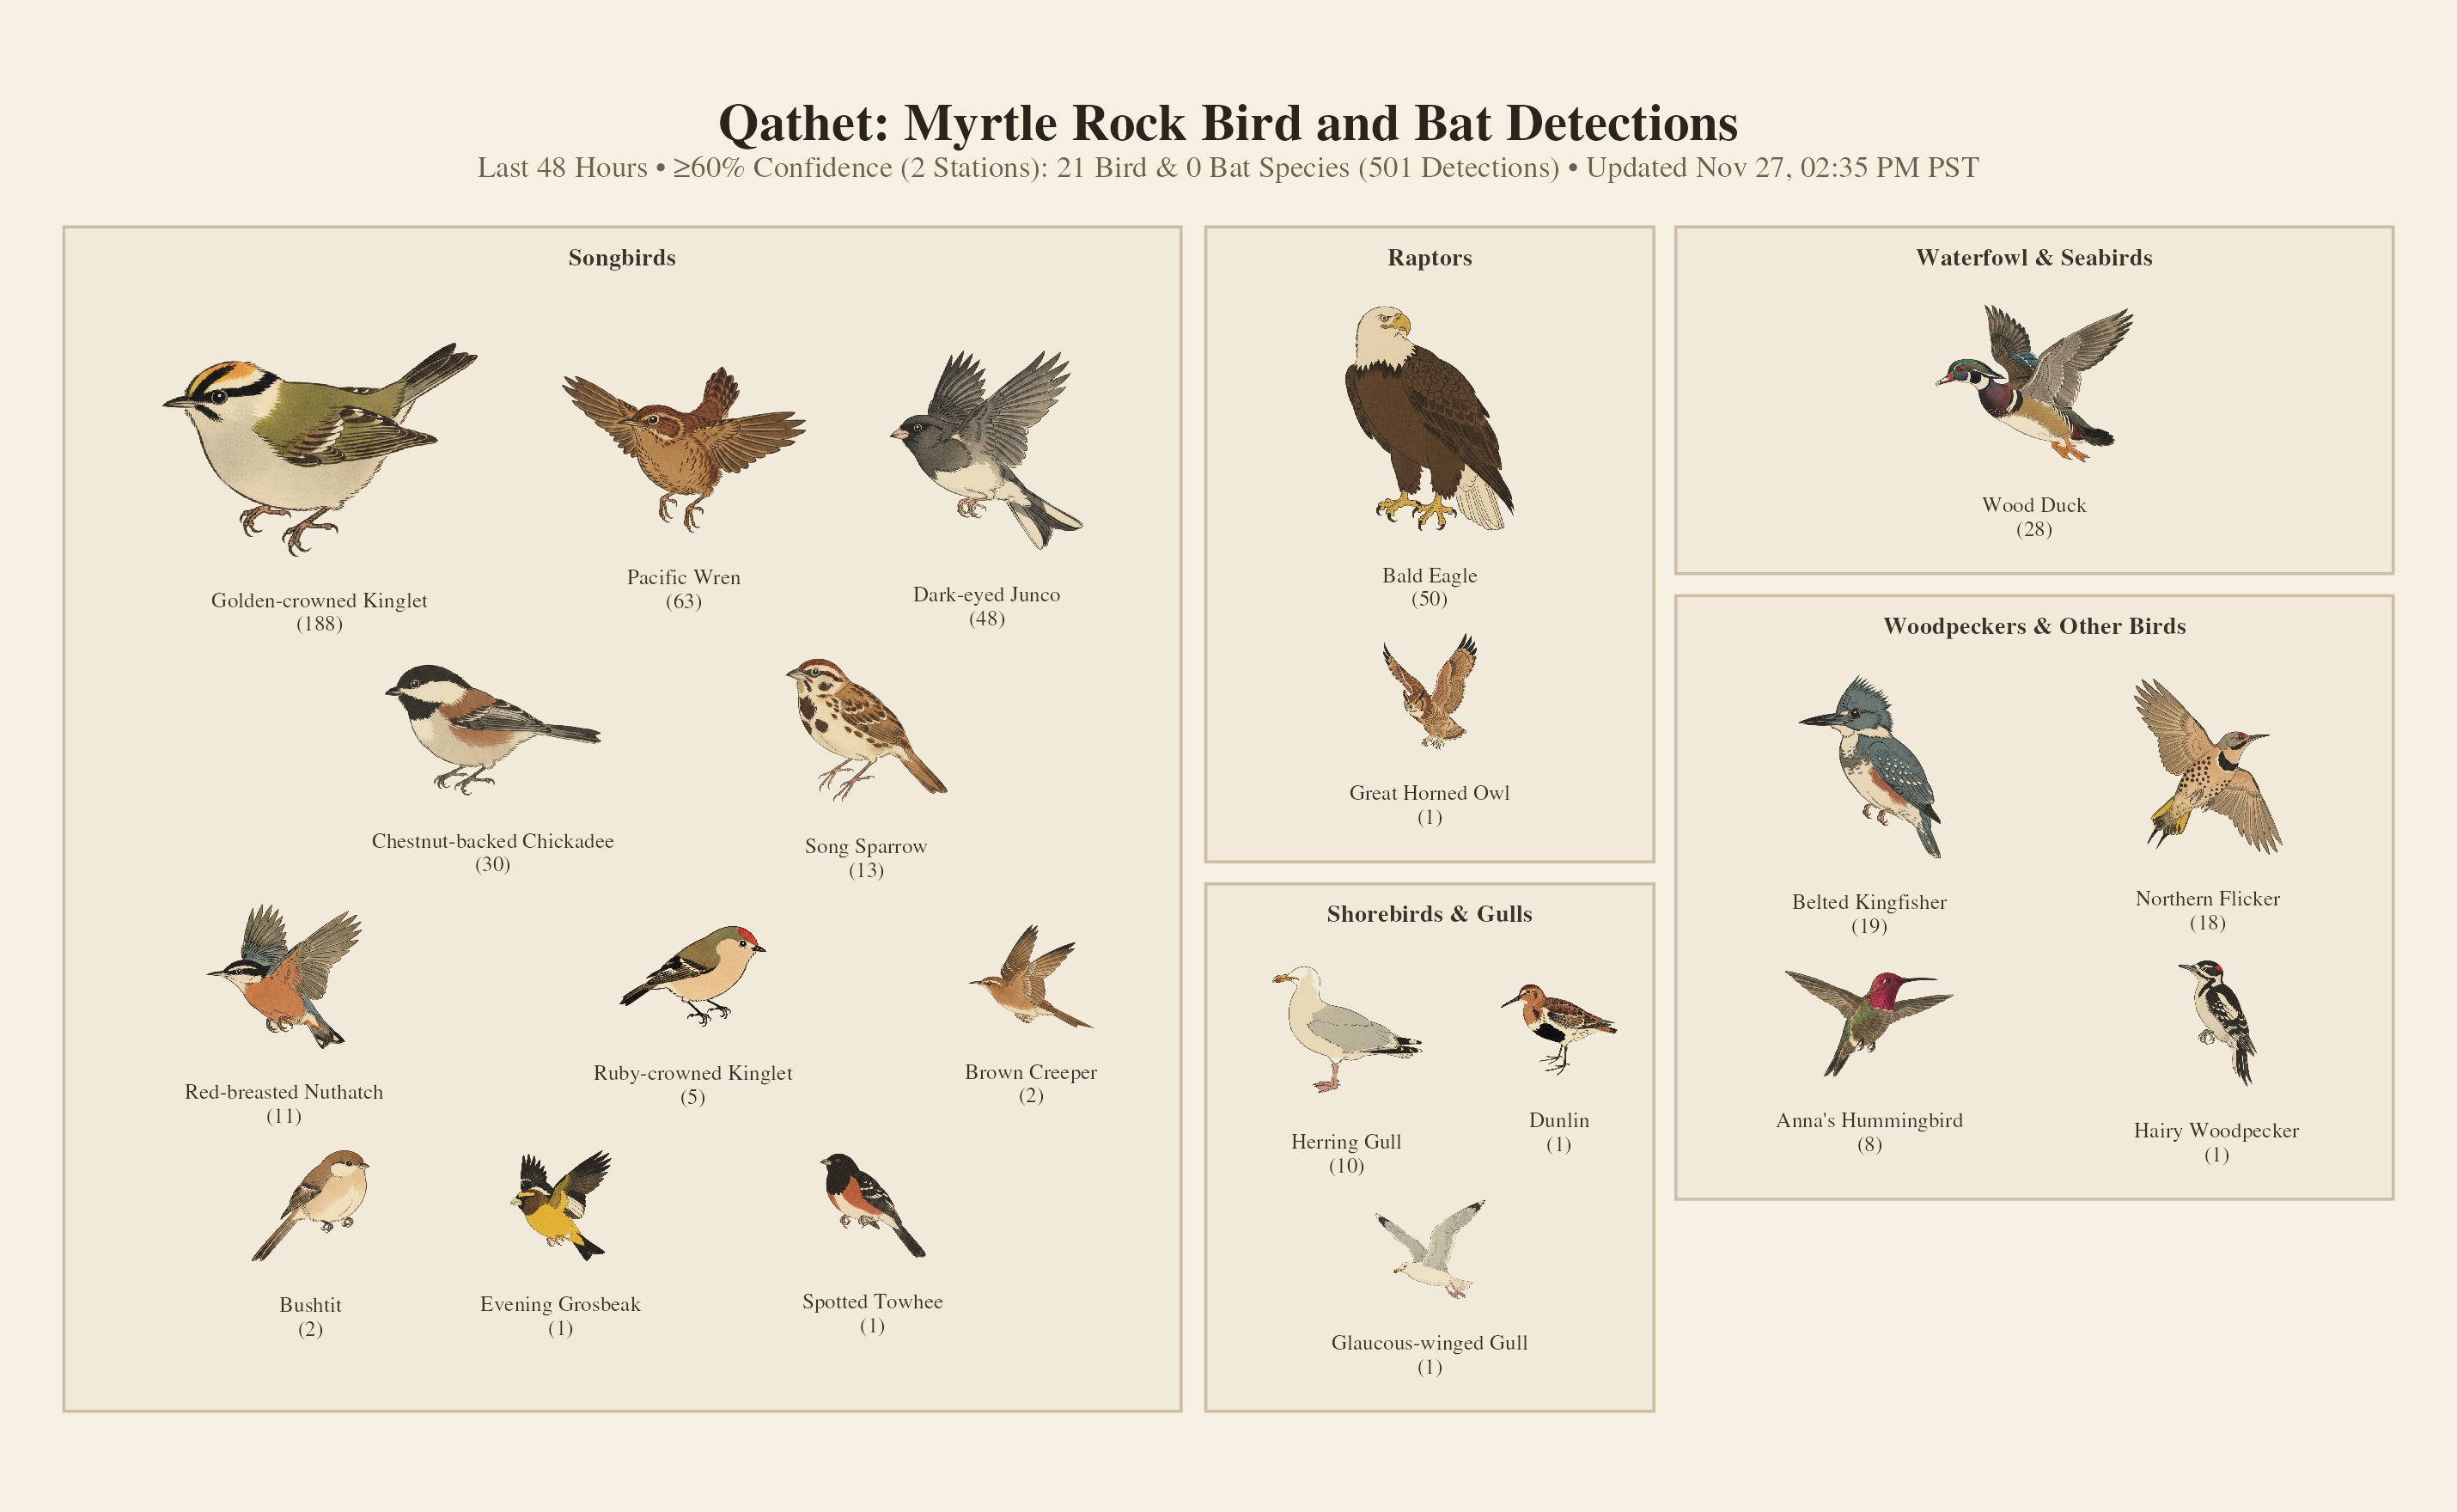 Qathet: Myrtle Rock Bird and Bat Detections
Last 48 Hours • ≥60% Confidence (2 Stations): 21 Bird & 0 Bat Species (501 Detections) • Updated Nov 27, 02:35 PM PST
Songbirds
Golden-crowned Kinglet
(188)
Pacific Wren
(63)
Dark-eyed Junco
(48)
Chestnut-backed Chickadee
(30)
Song Sparrow
(13)
Red-breasted Nuthatch
(11)
Ruby-crowned Kinglet
(5)
Brown Creeper
(2)
Bushtit
(2)
Evening Grosbeak
(1)
Spotted Towhee
(1)
Raptors
Bald Eagle
(50)
Great Horned Owl
(1)
Shorebirds & Gulls
Herring Gull
(10)
Dunlin
(1)
Glaucous-winged Gull
(1)
Waterfowl & Seabirds
Wood Duck
(28)
Woodpeckers & Other Birds
Belted Kingfisher
(19)
Northern Flicker
(18)
Anna's Hummingbird
(8)
Hairy Woodpecker
(1)